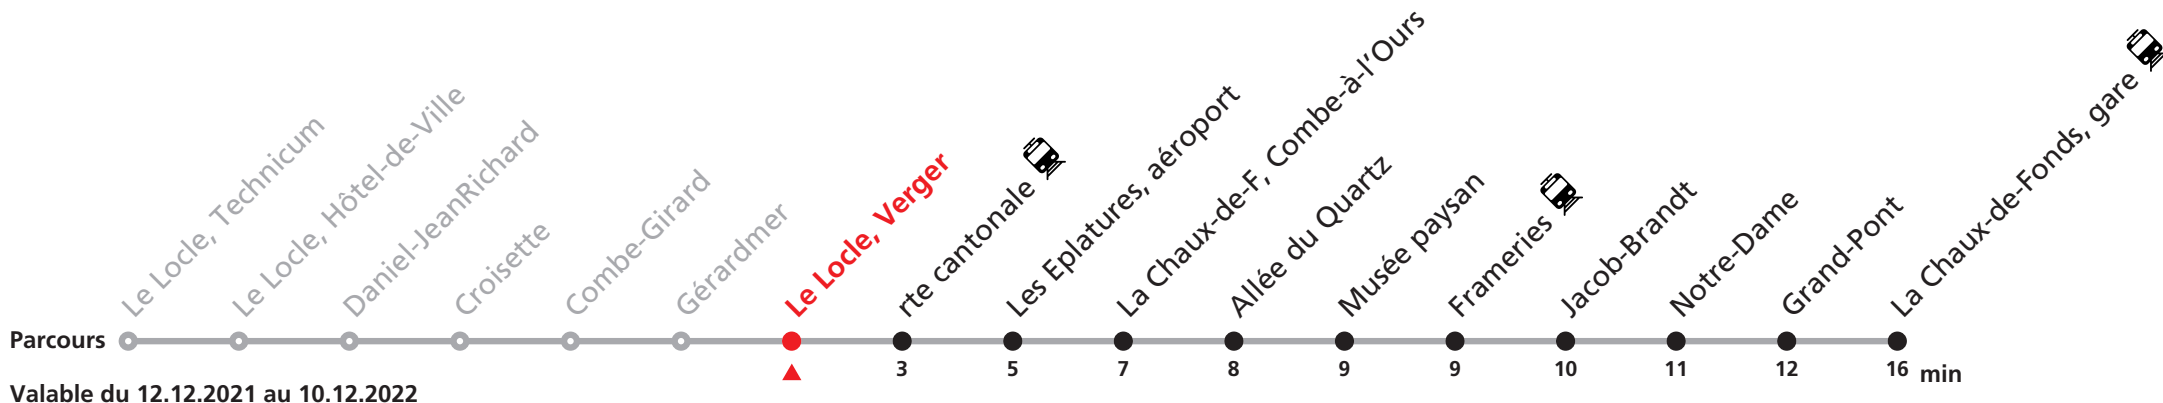 Le Locle, Technicum
Le Locle, Hôtel-de-Ville
Daniel-JeanRichard
Croisette
Combe-Girard
Gérardmer
Le Locle, Verger
rte cantonale
Les Eplatures, aéroport
La Chaux-de-F, Combe-à-l'Ours
Allée du Quartz
Musée paysan
Frameries
Jacob-Brandt
Notre-Dame
Grand-Pont
La Chaux-de-Fonds, gare
Parcours
3 5 7 8 9 9 10 11 12 16 min
Valable du 12.12.2021 au 10.12.2022